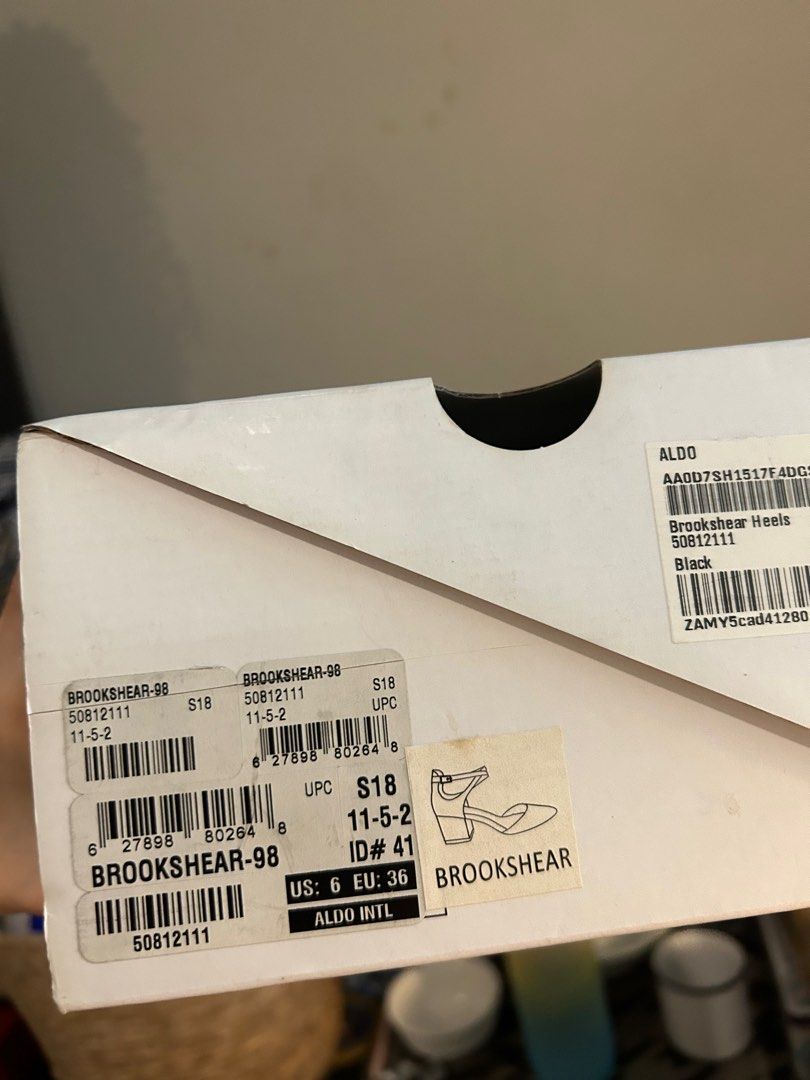 ALDO
AA0D7SH1517F4DG
Brookshear Heels
50812111
Black
ZAMY5cad41280
BROOKSHEAR-98
50812111 S18
11-5-2
BROOKSHEAR-98
50812111 S18
11-5-2 UPC
6 27898 80264 8
6 27898 80264 8
UPC S18
11-5-2
ID# 41
BROOKSHEAR-98
US: 6 EU: 36
ALDO INTL
50812111
BROOKSHEAR